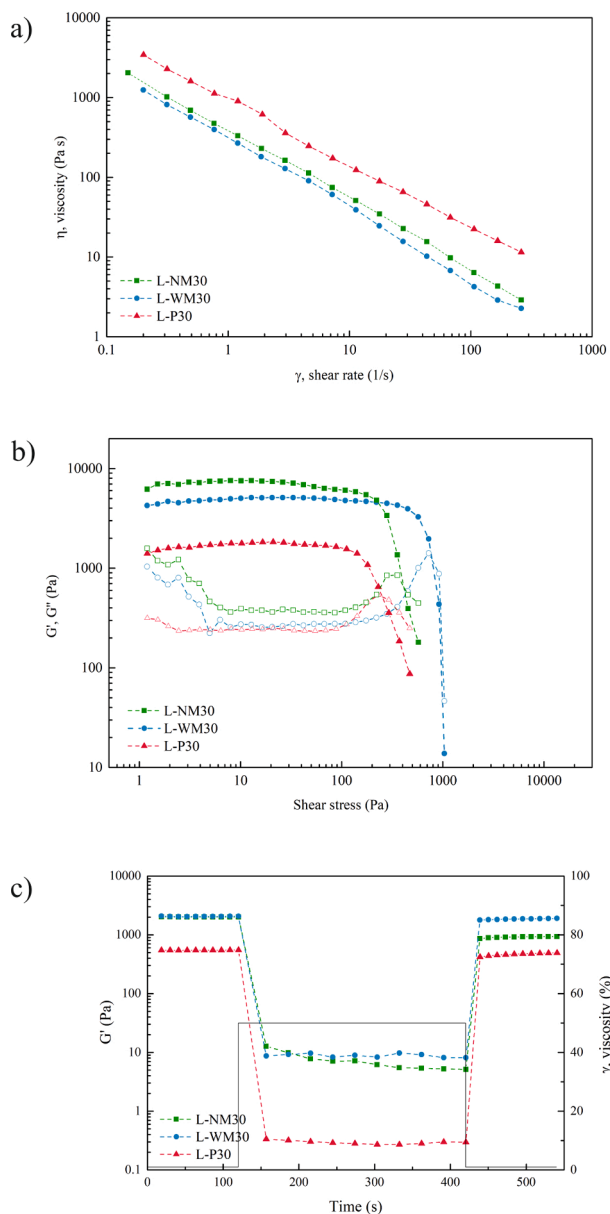 a)
10000
1000
100
10
1
η, viscosity (Pa s)
L-NM30
L-WM30
L-P30
0.1 1 10 100 1000
γ, shear rate (1/s)
b)
10000
1000
100
10
G', G" (Pa)
L-NM30
L-WM30
L-P30
1 10 100 1000 10000
Shear stress (Pa)
c)
10000
1000
100
10
1
0.1
G' (Pa)
100
80
60
40
20
0
γ, viscosity (%)
L-NM30
L-WM30
L-P30
0 100 200 300 400 500
Time (s)